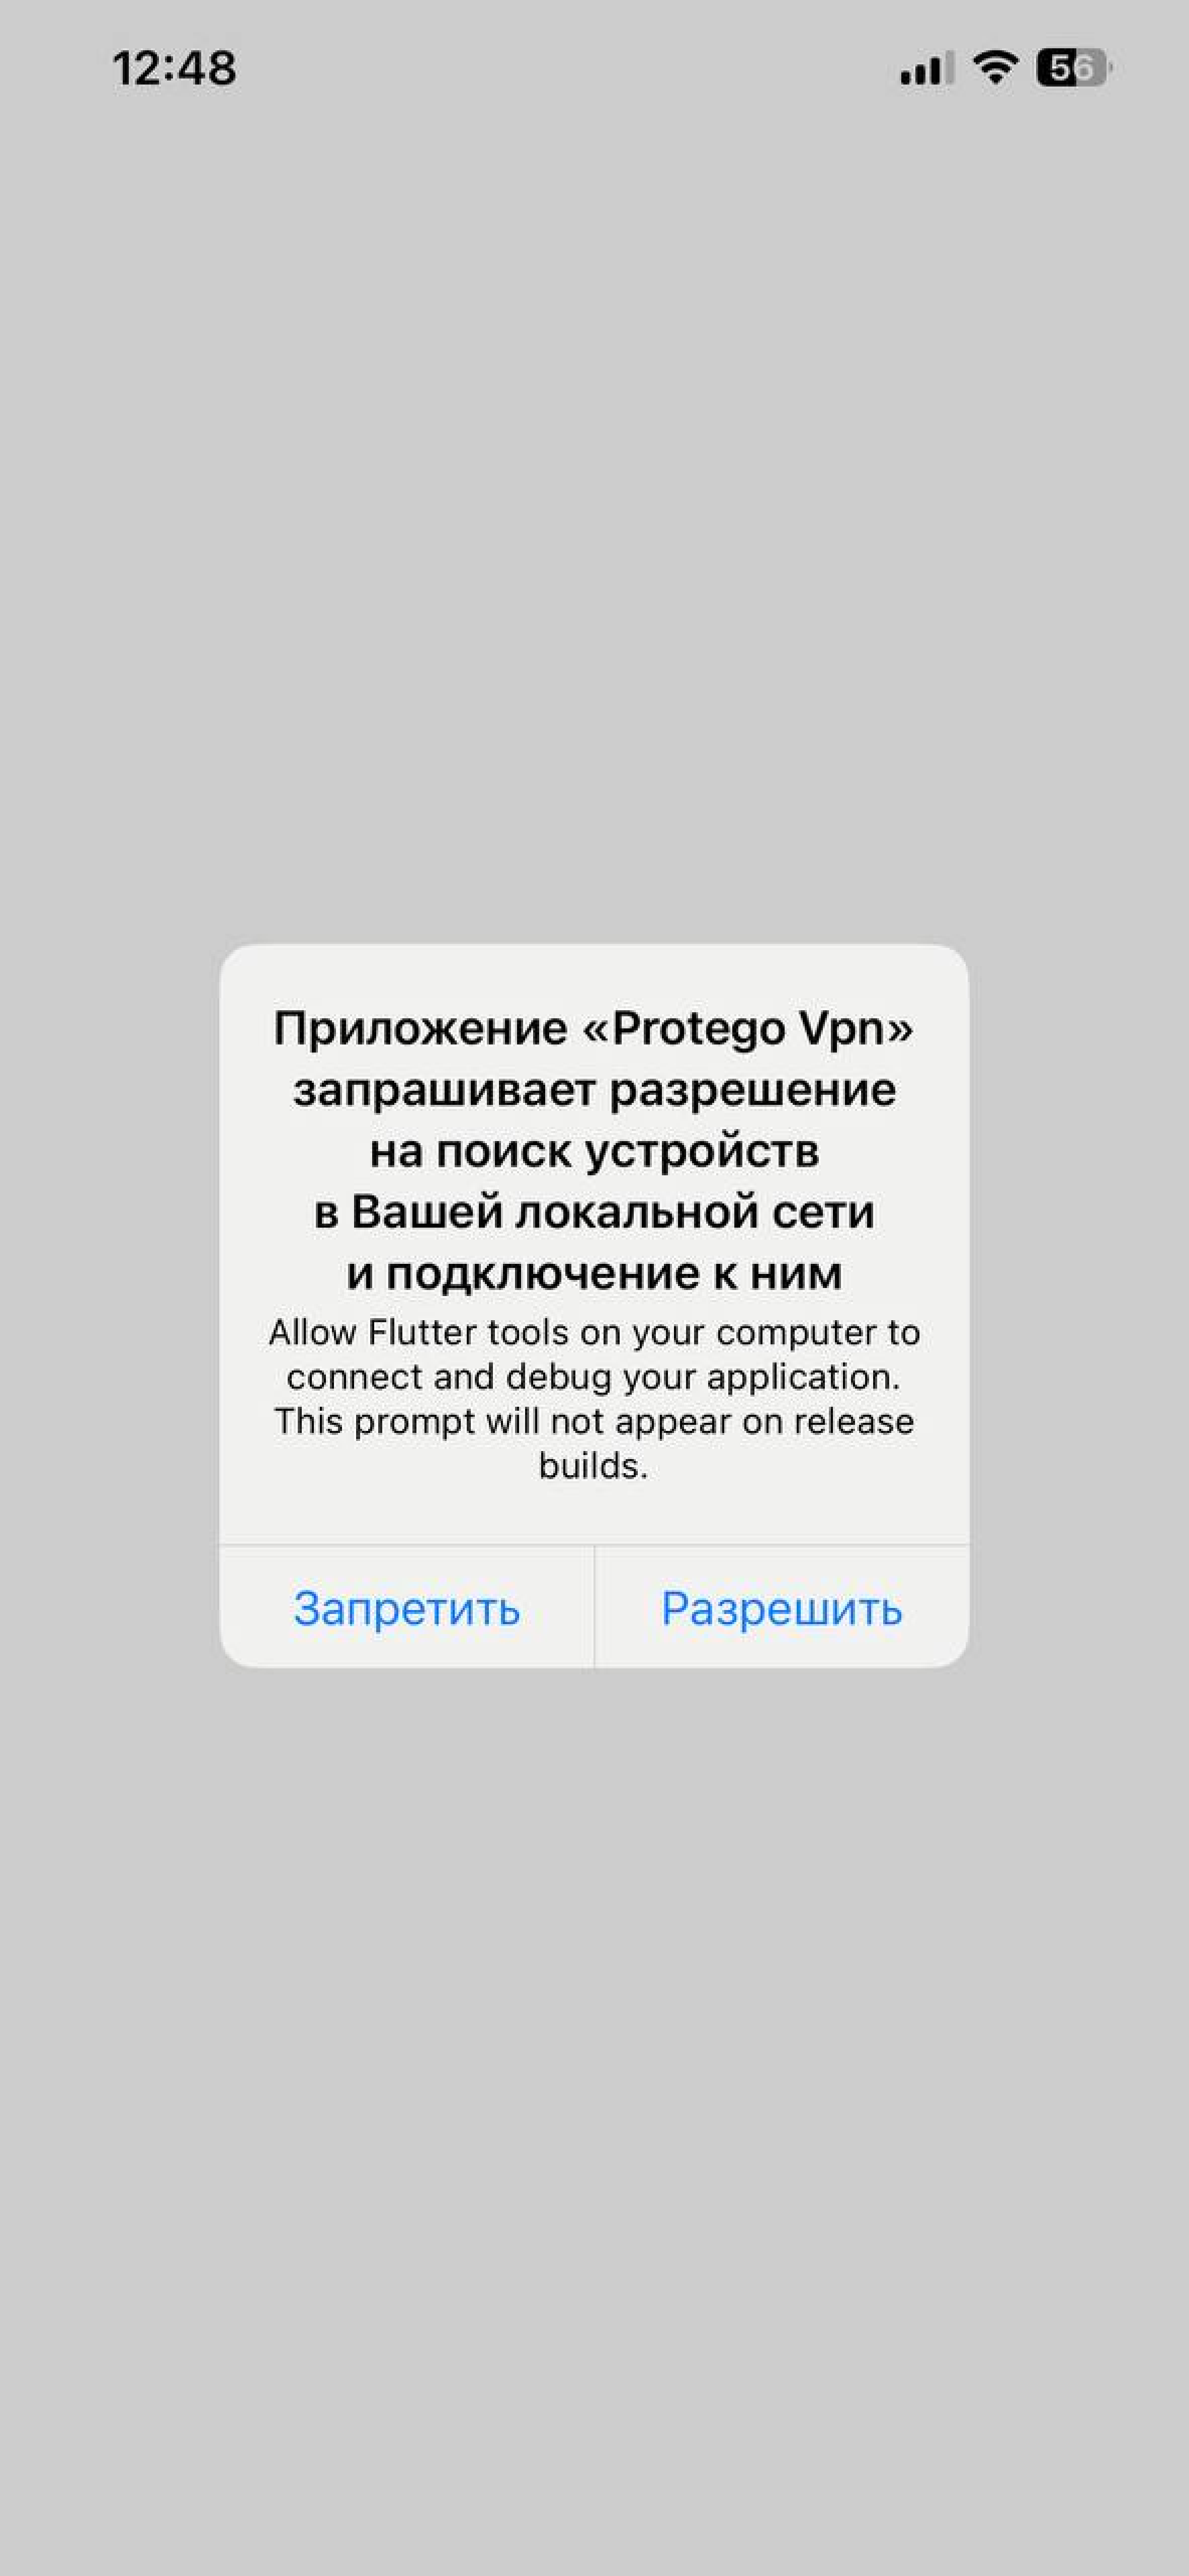 12:48
56
Приложение «Protego Vpn»
запрашивает разрешение
на поиск устройств
в Вашей локальной сети
и подключение к ним
Allow Flutter tools on your computer to
connect and debug your application.
This prompt will not appear on release
builds.
Запретить
Разрешить